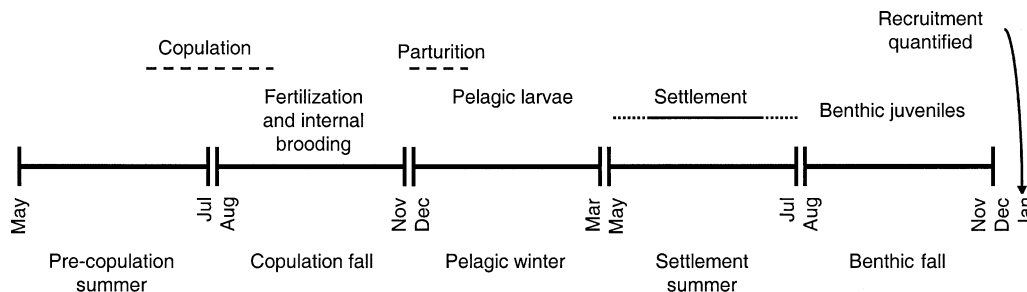 Recruitment
quantified
Copulation
Parturition
Fertilization
and internal
brooding
Pelagic larvae
Settlement
Benthic juveniles
May
Jul
Aug
Nov
Dec
Mar
May
Jul
Aug
Nov
Dec
Jan
Pre-copulation
summer
Copulation fall
Pelagic winter
Settlement
summer
Benthic fall